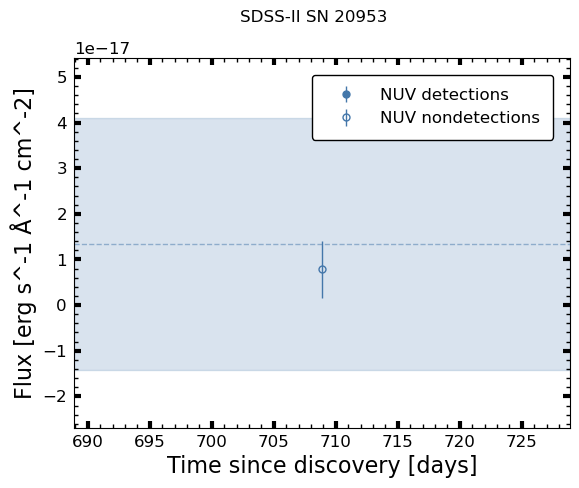 SDSS-II SN 20953
1e−17
NUV detections
NUV nondetections
5
4
3
2
1
0
−1
−2
Flux [erg s^-1 Å^-1 cm^-2]
690 695 700 705 710 715 720 725
Time since discovery [days]